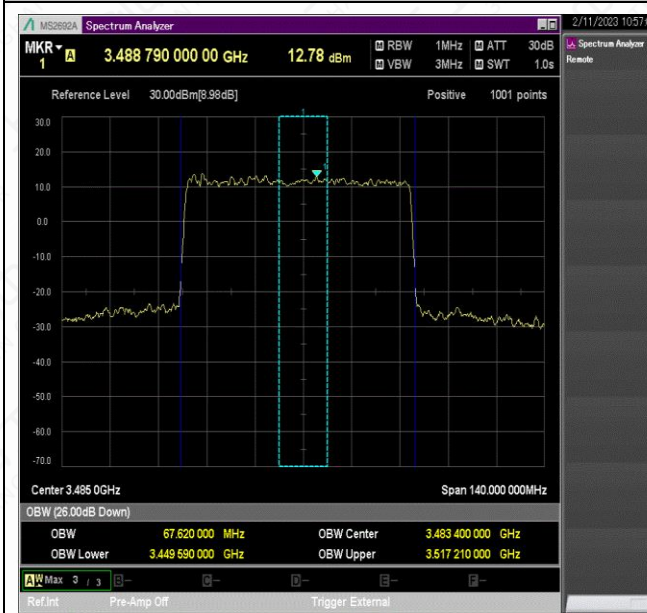 MS2692A Spectrum Analyzer 2/11/2023 10:57:
MKR 1 A 3.488 790 000 00 GHz 12.78 dBm M RBW 1MHz M ATT 30dB
M VBW 3MHz M SWT 1.0s
Spectrum Analyzer
Remote
Reference Level 30.00dBm[8.98dB] Positive 1001 points
30.0
20.0
10.0
0.0
-10.0
-20.0
-30.0
-40.0
-50.0
-60.0
-70.0
1
1
Center 3.485 0GHz Span 140.000 000MHz
OBW (26.00dB Down)
OBW 67.620 000 MHz OBW Center 3.483 400 000 GHz
OBW Lower 3.449 590 000 GHz OBW Upper 3.517 210 000 GHz
A W Max 3 / 3 B- C- D- E- F-
Ref.Int Pre-Amp Off Trigger External